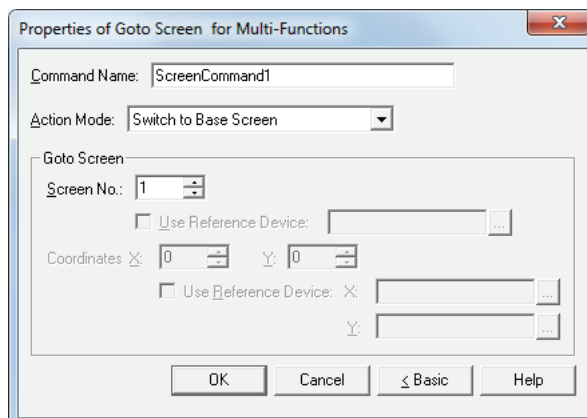 Properties of Goto Screen for Multi-Functions
Command Name: ScreenCommand1
Action Mode: Switch to Base Screen
Goto Screen
Screen No.: 1
Use Reference Device: ...
Coordinates X: 0 Y: 0
Use Reference Device: X: ...
Y: ...
OK Cancel < Basic Help